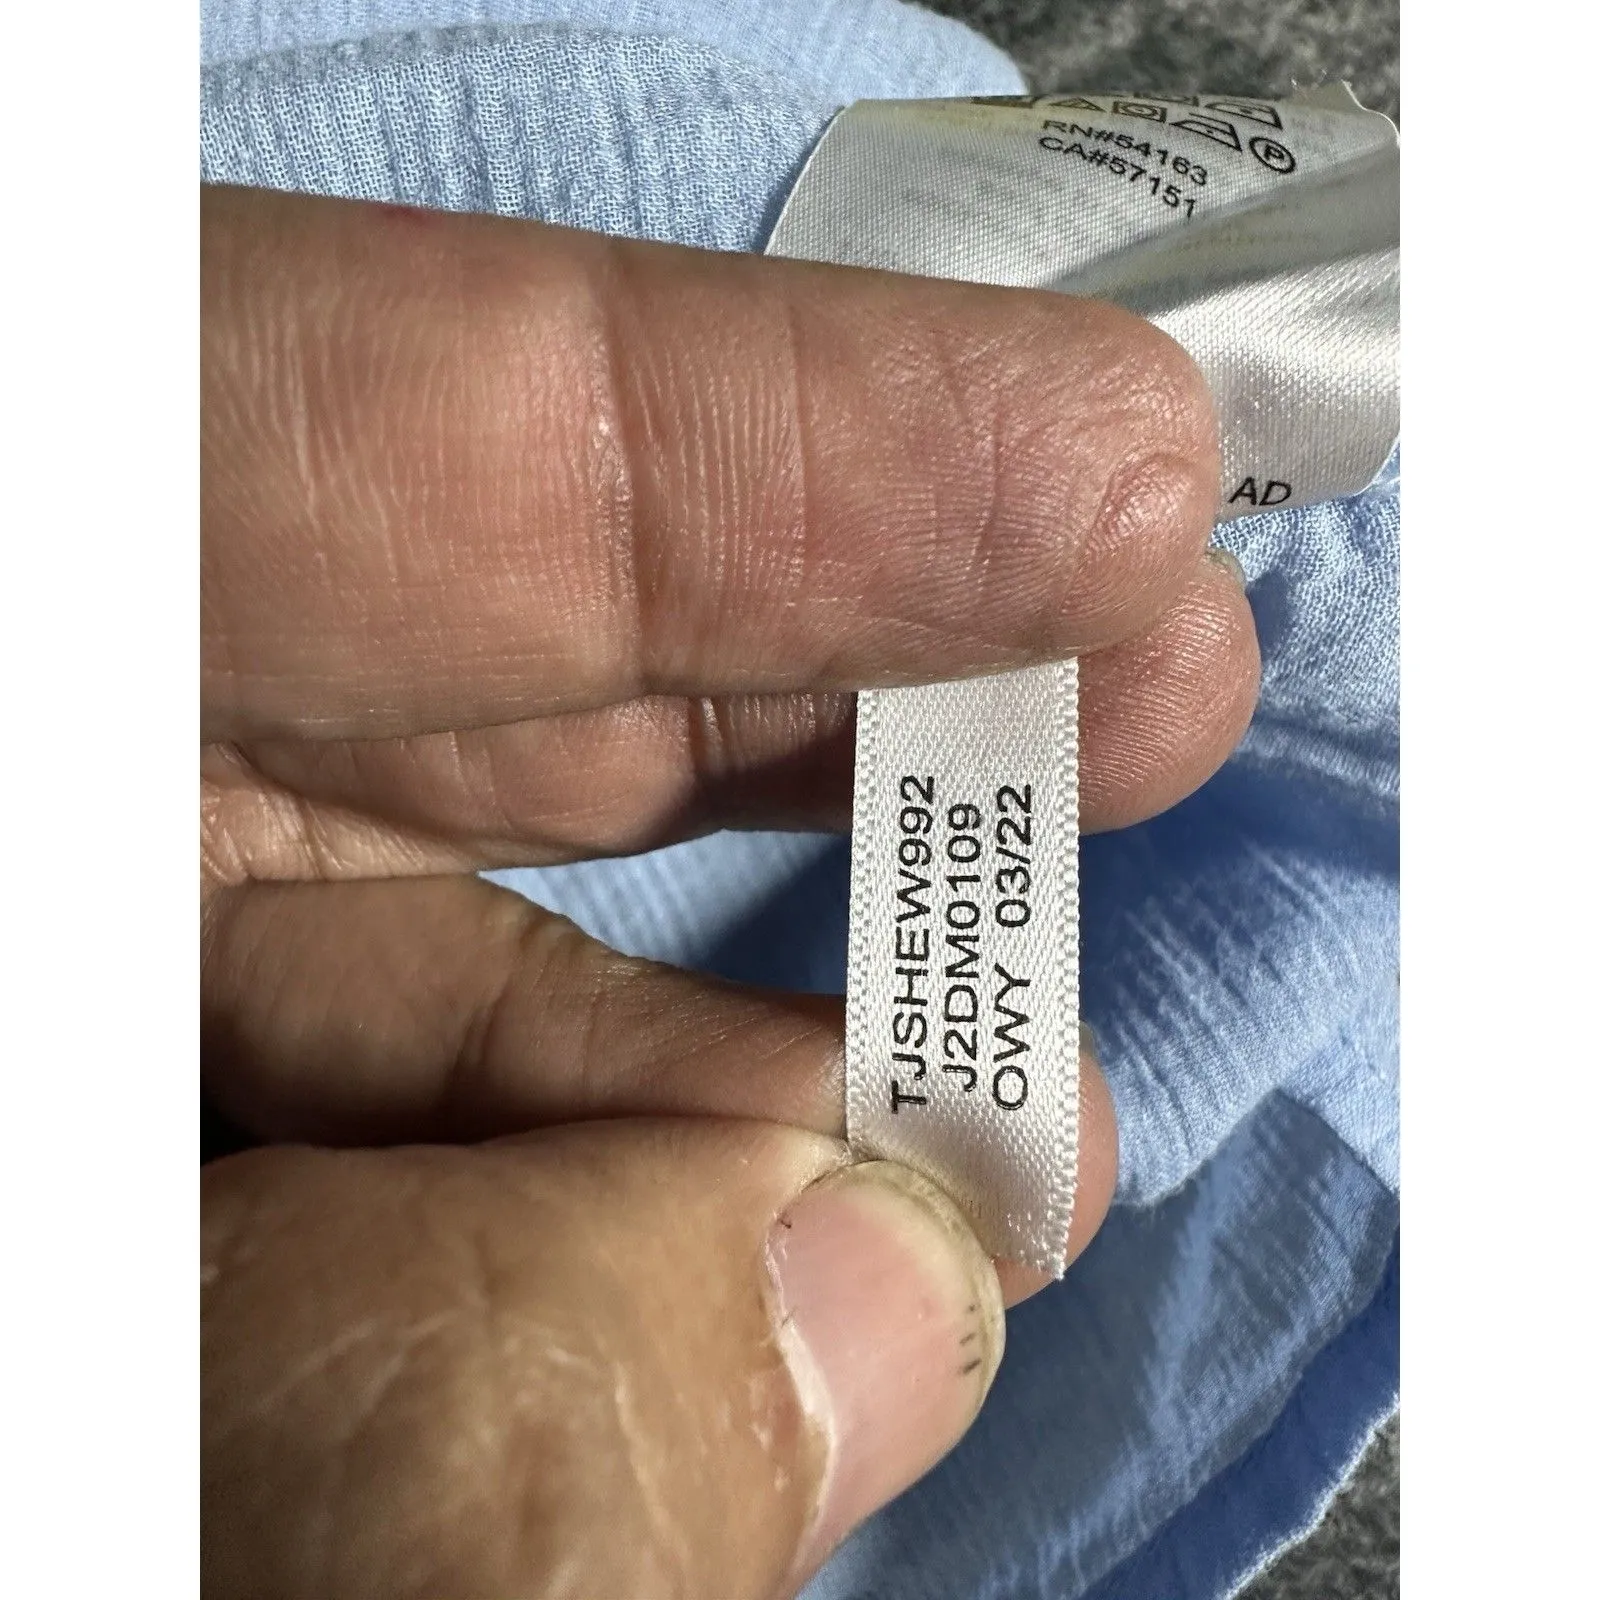 RN#54163
CA#57151
P
AD
TJSHEW992
J2DM0109
OWY 03/22